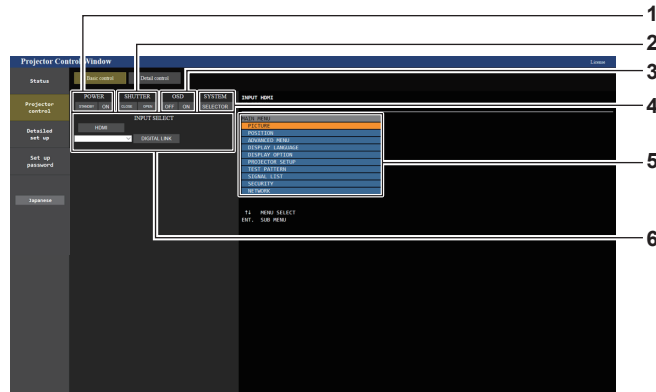 1
2
3
4
5
6
Projector Control Window
License
Status
Basic control
Detail control
POWER
SHUTTER
OSD
SYSTEM
STANDBY ON
CLOSE OPEN
OFF ON
SELECTOR
INPUT HDMI
Projector
control
INPUT SELECT
HDMI
DIGITAL LINK
MAIN MENU
PICTURE
POSITION
ADVANCED MENU
DISPLAY LANGUAGE
DISPLAY OPTION
PROJECTOR SETUP
TEST PATTERN
SIGNAL LIST
SECURITY
NETWORK
Detailed
set up
Set up
password
Japanese
↑↓ MENU SELECT
ENT. SUB MENU